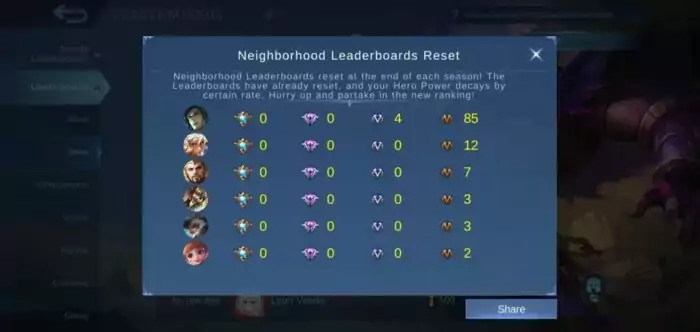 Neighborhood Leaderboards Reset
Neighborhood Leaderboards reset at the end of each season! The
Leaderboards have already reset, and your Hero Power decays by
certain rate. Hurry up and partake in the new ranking!
0 0 4 85
0 0 0 12
0 0 0 7
0 0 0 3
0 0 0 3
0 0 0 2
Share